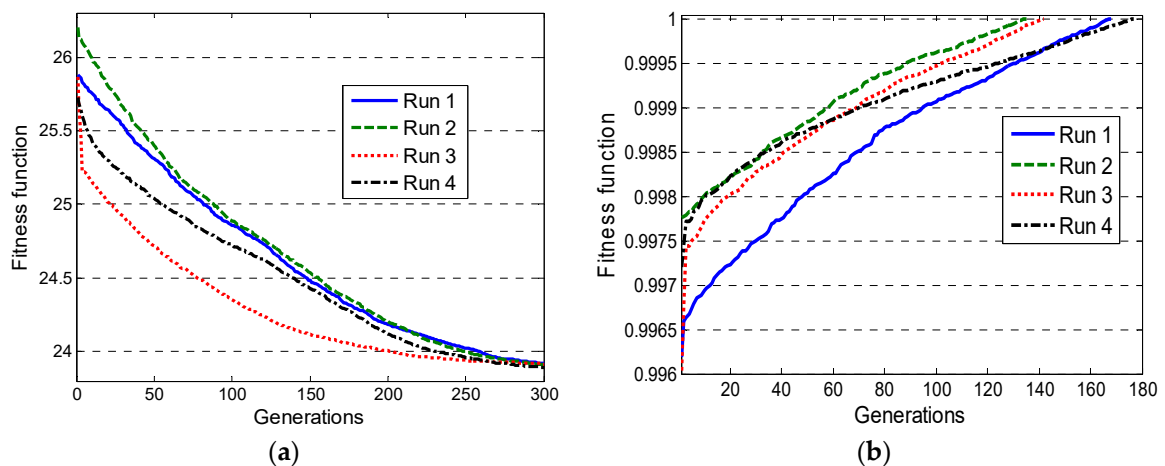 26
25.5
25
24.5
24
0
50
100
150
200
250
300
Fitness function
Generations
Run 1
Run 2
Run 3
Run 4
(a)
1
0.9995
0.999
0.9985
0.998
0.9975
0.997
0.9965
0.996
20
40
60
80
100
120
140
160
180
Fitness function
Generations
Run 1
Run 2
Run 3
Run 4
(b)